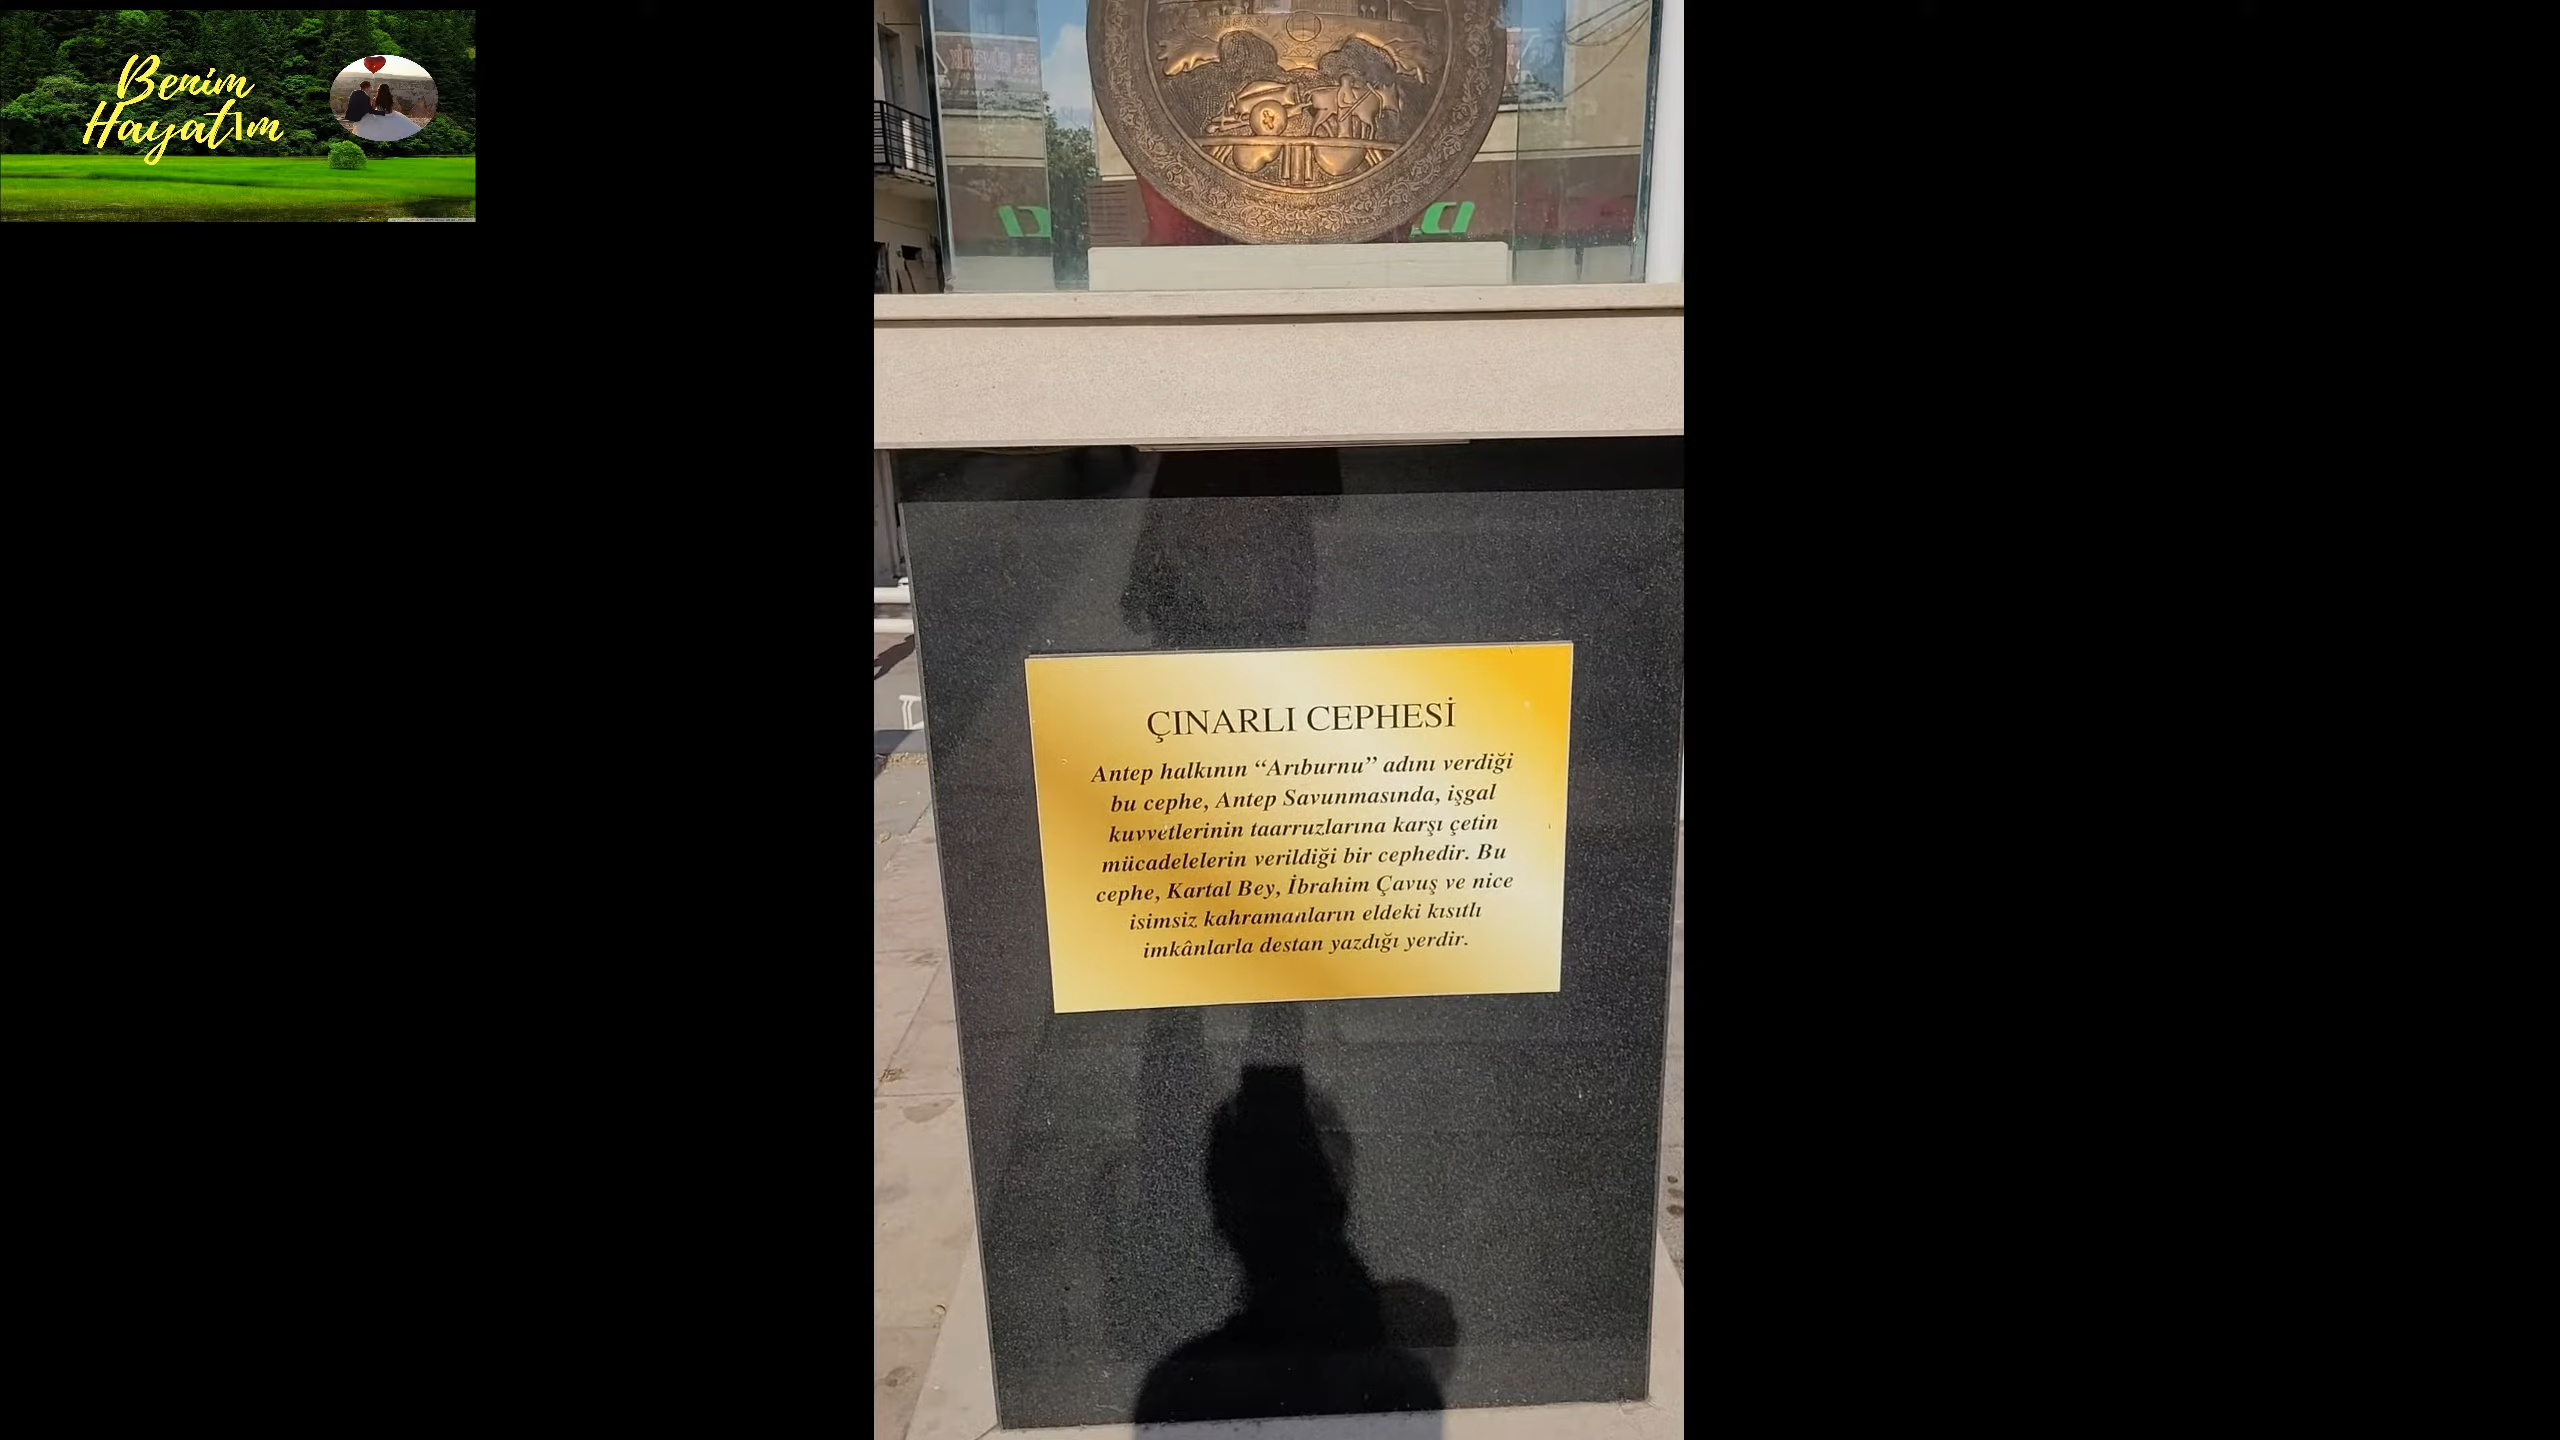 Benim
Hayatım
ÇINARLI CEPHESİ
Antep halkının “Arıburnu” adını verdiği
bu cephe, Antep Savunmasında, işgal
kuvvetlerinin taarruzlarına karşı çetin
mücadelelerin verildiği bir cephedir. Bu
cephe, Kartal Bey, İbrahim Çavuş ve nice
isimsiz kahramanların eldeki kısıtlı
imkânlarla destan yazdığı yerdir.